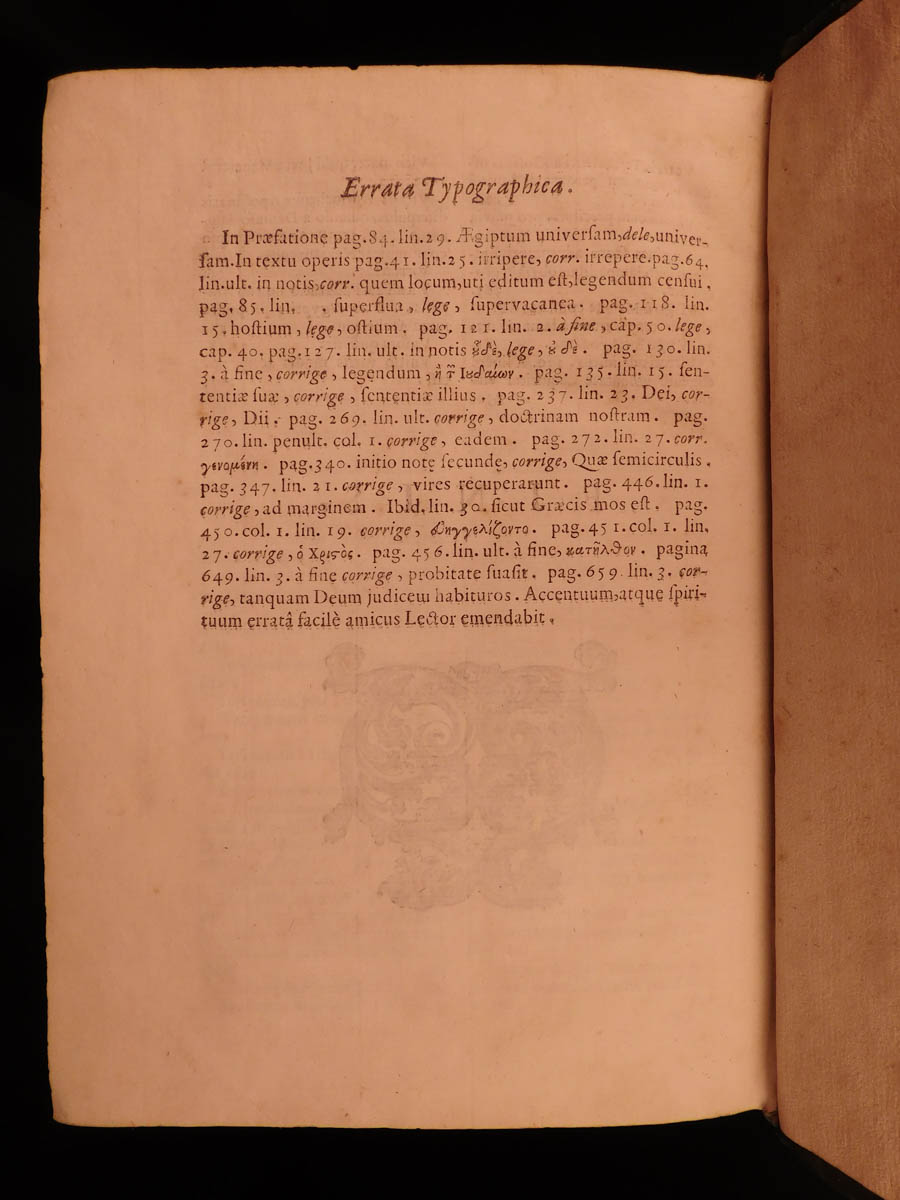 Errata Typographica.
In Præfatione pag.84. lin.29. Ægiptum univerſam,dele,univer-
ſam.In textu operis pag.41. lin.25. irripere, corr. irrepere.pag.64.
lin.ult. in notis,corr. quem locum,uti editum eſt,legendum cenſui.
pag. 85. lin. . ſuperflua, lege, ſupervacanea. pag. 118. lin.
15. hoſtium, lege, oſtium. pag. 121. lin. 2. à fine, cap. 50. lege,
cap. 40. pag.127. lin. ult. in notis lege, pag. 130. lin.
3. à fine, corrige, legendum, Ἰȣδαίων. pag. 135. lin. 15. ſen-
tentiæ ſuæ, corrige, ſententiæ illius. pag. 237. lin. 23. Dei, cor-
rige, Dii. pag. 269. lin. ult. corrige, doctrinam noſtram. pag.
270. lin. penult. col. 1. corrige, eadem. pag. 272. lin. 27. corr.
γενομένη. pag.340. initio notę ſecundę, corrige, Quæ ſemicirculis.
pag. 347. lin. 21. corrige, vires recuperarunt. pag. 446. lin. 1.
corrige, ad marginem. Ibid. lin. 30. ſicut Græcis mos eſt. pag.
450. col. 1. lin. 19. corrige, pag.451.col. 1. lin.
27. corrige, ὁ Χριϛὸς. pag. 456. lin. ult. à fine, κατῆλθον. pagina
649. lin. 3. à fine corrige, probitate ſuaſit. pag. 659. lin. 3. cor-
rige, tanquam Deum judicem habituros. Accentuum,atque ſpiri-
tuum errata facilè amicus Lector emendabit.